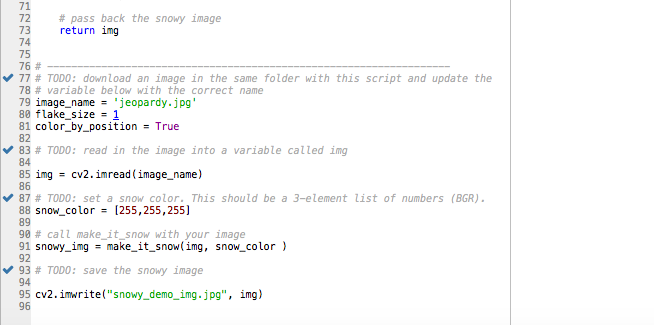 71
72 # pass back the snowy image
73 return img
74
75
76 # -------------------------------------------------------------------
77 # TODO: download an image in the same folder with this script and update the
78 # variable below with the correct name
79 image_name = 'jeopardy.jpg'
80 flake_size = 1
81 color_by_position = True
82
83 # TODO: read in the image into a variable called img
84
85 img = cv2.imread(image_name)
86
87 # TODO: set a snow color. This should be a 3-element list of numbers (BGR).
88 snow_color = [255,255,255]
89
90 # call make_it_snow with your image
91 snowy_img = make_it_snow(img, snow_color )
92
93 # TODO: save the snowy image
94
95 cv2.imwrite("snowy_demo_img.jpg", img)
96